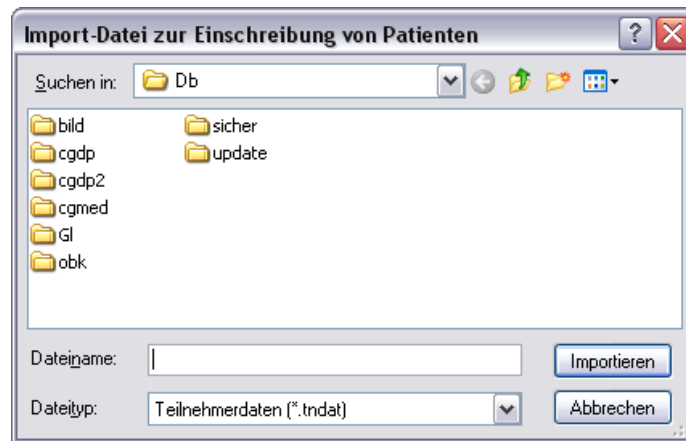 Import-Datei zur Einschreibung von Patienten
Suchen in: Db
bild sicher
cgdp update
cgdp2
cgmed
Gl
obk
Dateiname: Importieren
Dateityp: Teilnehmerdaten (*.tndat) Abbrechen